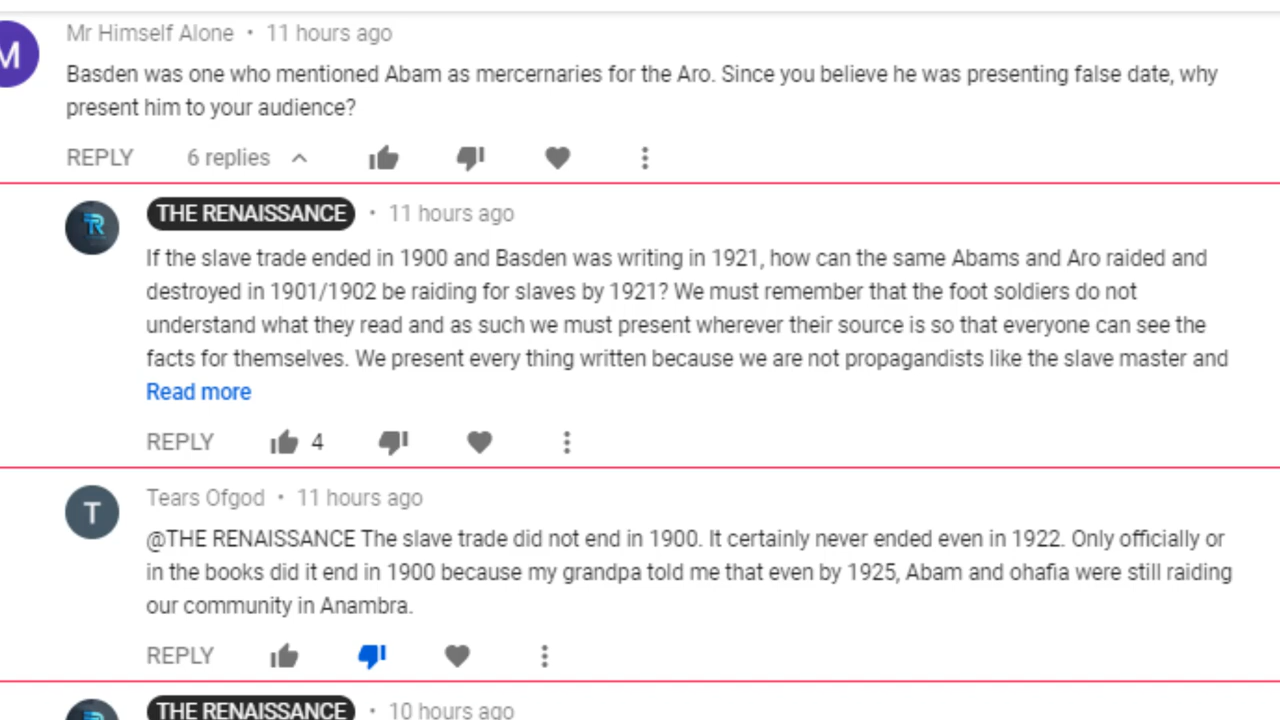 M
Mr Himself Alone • 11 hours ago
Basden was one who mentioned Abam as mercernaries for the Aro. Since you believe he was presenting false date, why
present him to your audience?
REPLY 6 replies
THE RENAISSANCE • 11 hours ago
If the slave trade ended in 1900 and Basden was writing in 1921, how can the same Abams and Aro raided and
destroyed in 1901/1902 be raiding for slaves by 1921? We must remember that the foot soldiers do not
understand what they read and as such we must present wherever their source is so that everyone can see the
facts for themselves. We present every thing written because we are not propagandists like the slave master and
Read more
REPLY 4
T
Tears Ofgod • 11 hours ago
@THE RENAISSANCE The slave trade did not end in 1900. It certainly never ended even in 1922. Only officially or
in the books did it end in 1900 because my grandpa told me that even by 1925, Abam and ohafia were still raiding
our community in Anambra.
REPLY
THE RENAISSANCE • 10 hours ago